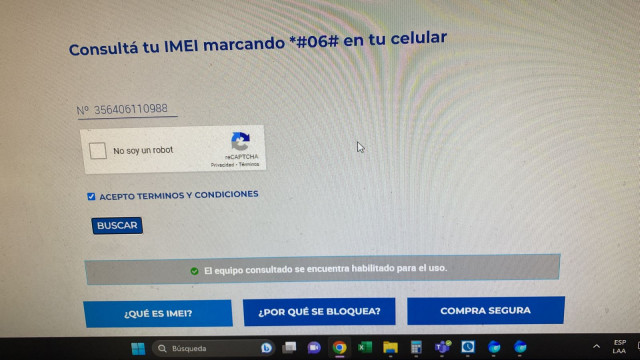 Consultá tu IMEI marcando *#06# en tu celular
Nº 356406110988
No soy un robot
reCAPTCHA
Privacidad - Términos
ACEPTO TERMINOS Y CONDICIONES
BUSCAR
El equipo consultado se encuentra habilitado para el uso.
¿QUÉ ES IMEI?
¿POR QUÉ SE BLOQUEA?
COMPRA SEGURA
Búsqueda
ESP
LAA